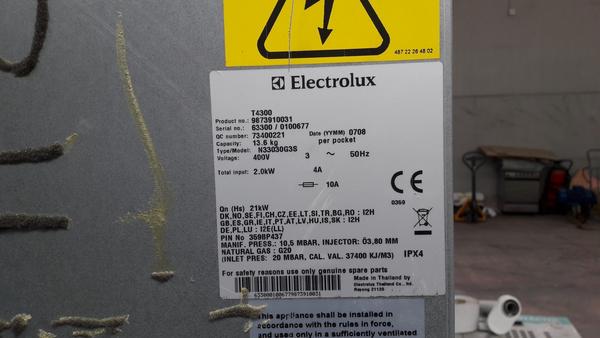 487 22 26 48 02
Electrolux
T4300
Product no.: 9873910031
Serial no.: 63300 / 0100677
QC number: 73400221 Date (YYMM) 0708
Capacity: 13.6 kg per pocket
Type/Model: N33030G3S
Voltage: 400V 3 ~ 50Hz
Total input: 2.0kW 4A
10A
0359
Qn (Hs) 21kW
DK,NO,SE,FI,CH,CZ,EE,LT,SI,TR,BG,RO : I2H
GB,ES,GR,IE,IT,PT,AT,LV,HU,IS,SK : I2H
DE,PL,LU : I2E(LL)
PIN No 359BP437
MANIF. PRESS.: 10,5 MBAR, INJECTOR: Ö3,80 MM
NATURAL GAS : G20 IPX4
(INLET PRES: 20 MBAR, CAL. VAL. 37400 KJ/M3)
For safety reasons use only genuine spare parts
Made in Thailand by
Electrolux Thailand Co., ltd.
Rayong 21120
6330001006779873910031
This appliance shall be installed in
accordance with the rules in force,
and used only in a sufficiently ventilated